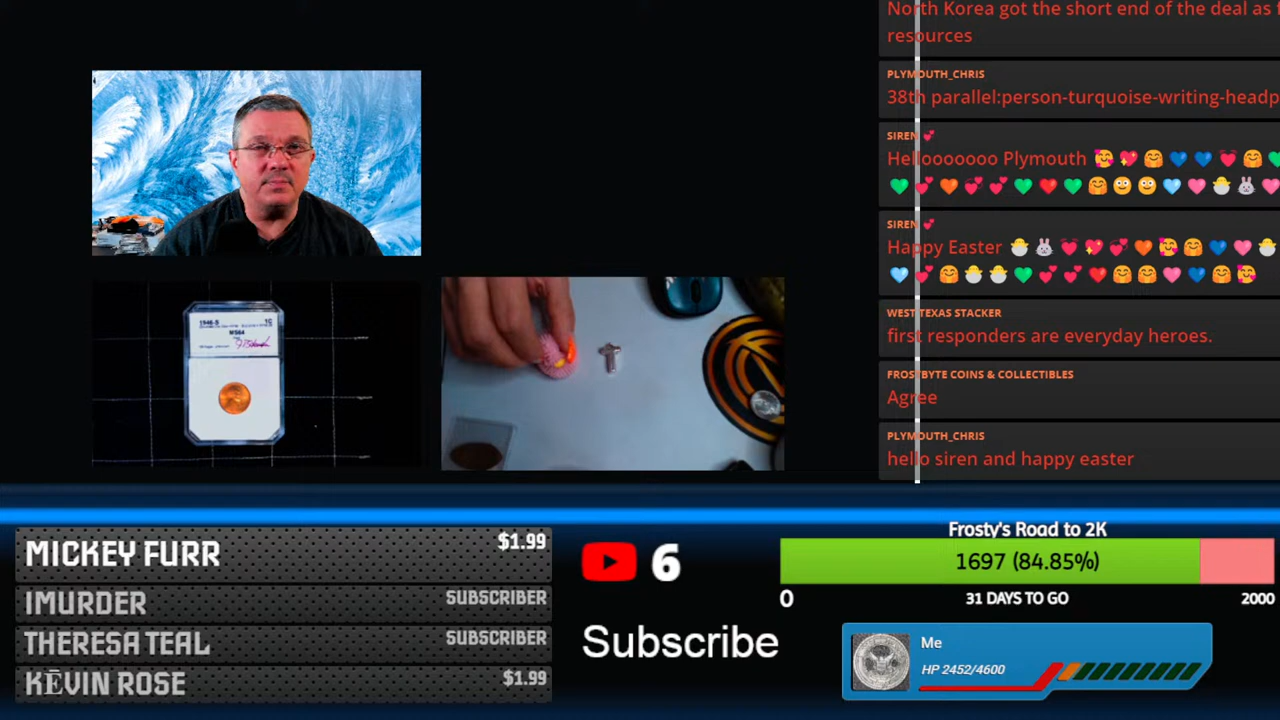 North Korea got the short end of the deal as f
resources
PLYMOUTH_CHRIS
38th parallel:person-turquoise-writing-headp
SIREN 💕
Hellooooooo Plymouth
SIREN 💕
Happy Easter
WEST TEXAS STACKER
first responders are everyday heroes.
FROSTBYTE COINS & COLLECTIBLES
Agree
PLYMOUTH_CHRIS
hello siren and happy easter
1946-S 1C
MS64
MICKEY FURR $1.99
IMURDER SUBSCRIBER
THERESA TEAL SUBSCRIBER
KEVIN ROSE $1.99
6
Subscribe
Frosty's Road to 2K
1697 (84.85%)
0 31 DAYS TO GO 2000
Me
HP 2452/4600